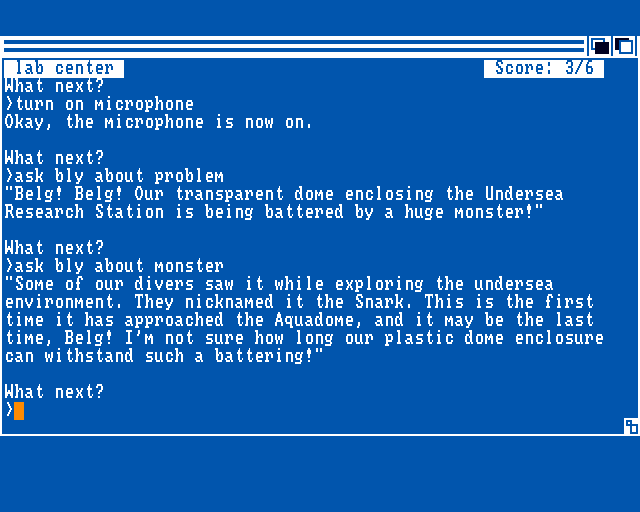 lab center Score: 3/6
What next?
>turn on microphone
Okay, the microphone is now on.
What next?
>ask bly about problem
"Belg! Belg! Our transparent dome enclosing the Undersea
Research Station is being battered by a huge monster!"
What next?
>ask bly about monster
"Some of our divers saw it while exploring the undersea
environment. They nicknamed it the Snark. This is the first
time it has approached the Aquadome, and it may be the last
time, Belg! I'm not sure how long our plastic dome enclosure
can withstand such a battering!"
What next?
>